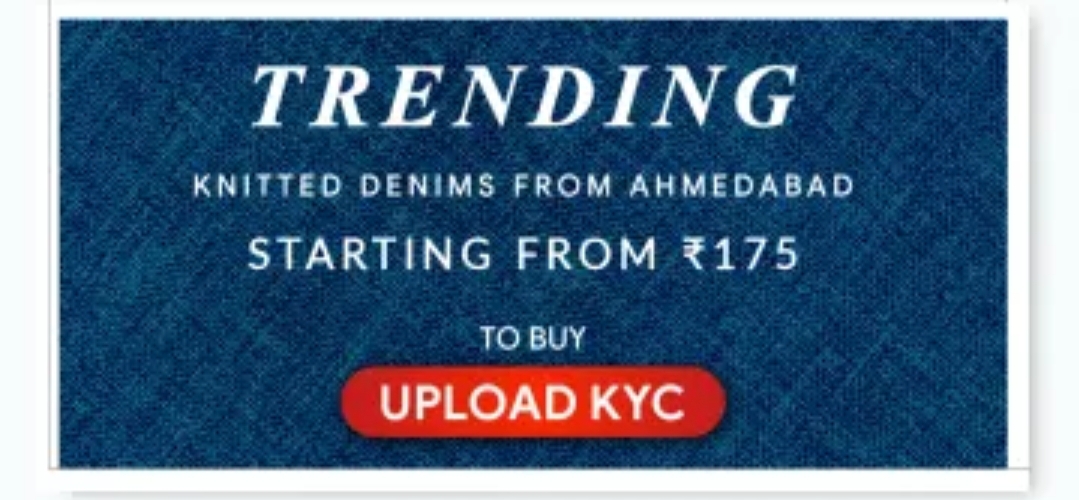 TRENDING
KNITTED DENIMS FROM AHMEDABAD
STARTING FROM ₹175
TO BUY
UPLOAD KYC